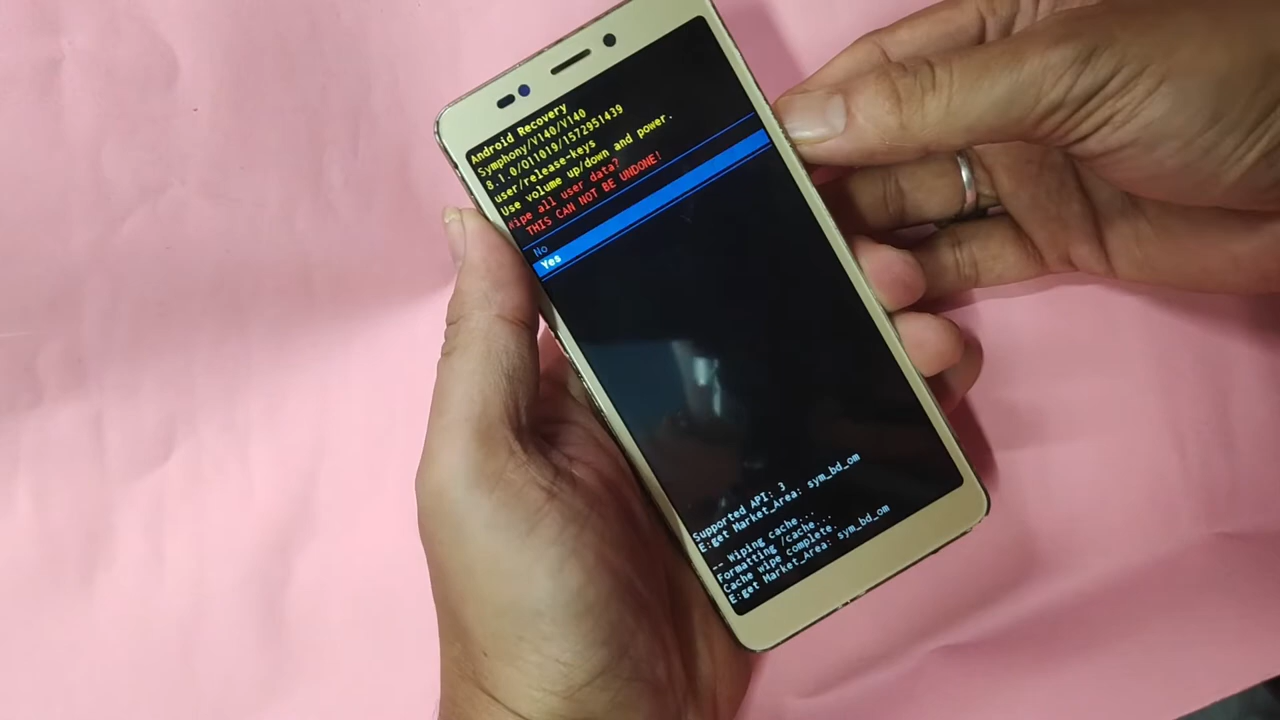 Android Recovery
Symphony/V140/V140
8.1.0/O11019/1572951439
user/release-keys
Use volume up/down and power.
Wipe all user data?
THIS CAN NOT BE UNDONE!
No
Yes
Supported API: 3
E:get Market_Area: sym_bd_om
-- Wiping cache...
Formatting /cache...
Cache wipe complete.
E:get Market_Area: sym_bd_om